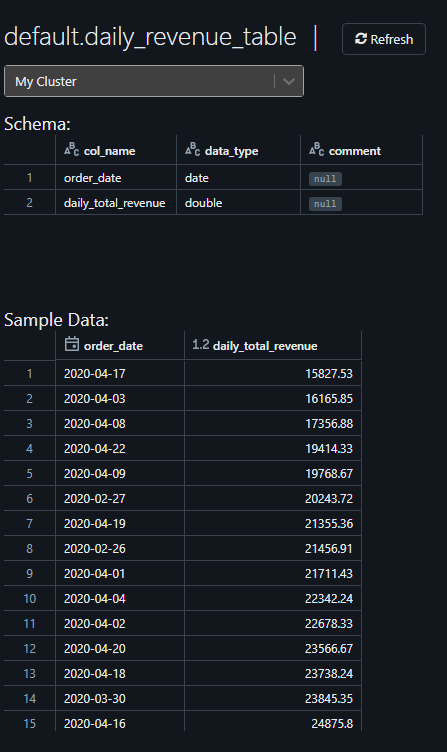 default.daily_revenue_table | Refresh
My Cluster
Schema:
col_name data_type comment
1 order_date date null
2 daily_total_revenue double null
Sample Data:
order_date 1.2 daily_total_revenue
1 2020-04-17 15827.53
2 2020-04-03 16165.85
3 2020-04-08 17356.88
4 2020-04-22 19414.33
5 2020-04-09 19768.67
6 2020-02-27 20243.72
7 2020-04-19 21355.36
8 2020-02-26 21456.91
9 2020-04-01 21711.43
10 2020-04-04 22342.24
11 2020-04-02 22678.33
12 2020-04-20 23566.67
13 2020-04-18 23738.24
14 2020-03-30 23845.35
15 2020-04-16 24875.8